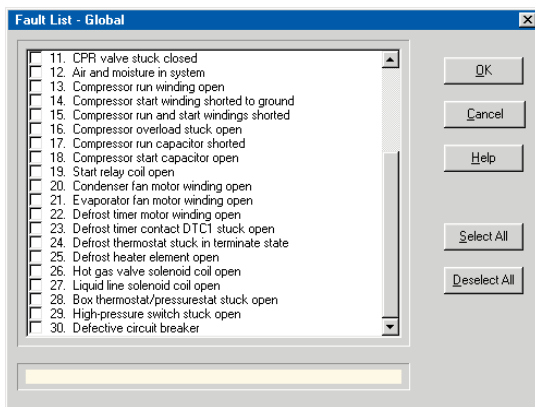 Fault List - Global
11. CPR valve stuck closed
12. Air and moisture in system
13. Compressor run winding open
14. Compressor start winding shorted to ground
15. Compressor run and start windings shorted
16. Compressor overload stuck open
17. Compressor run capacitor shorted
18. Compressor start capacitor open
19. Start relay coil open
20. Condenser fan motor winding open
21. Evaporator fan motor winding open
22. Defrost timer motor winding open
23. Defrost timer contact DTC1 stuck open
24. Defrost thermostat stuck in terminate state
25. Defrost heater element open
26. Hot gas valve solenoid coil open
27. Liquid line solenoid coil open
28. Box thermostat/pressurestat stuck open
29. High-pressure switch stuck open
30. Defective circuit breaker
OK
Cancel
Help
Select All
Deselect All